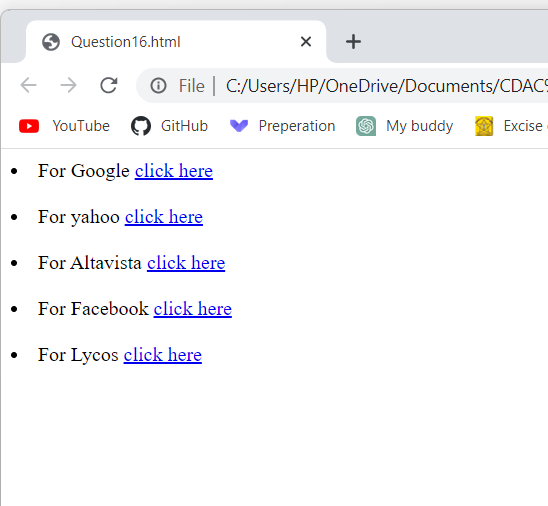 Question16.html
File | C:/Users/HP/OneDrive/Documents/CDAC
YouTube GitHub Preperation My buddy Excise
• For Google click here
• For yahoo click here
• For Altavista click here
• For Facebook click here
• For Lycos click here